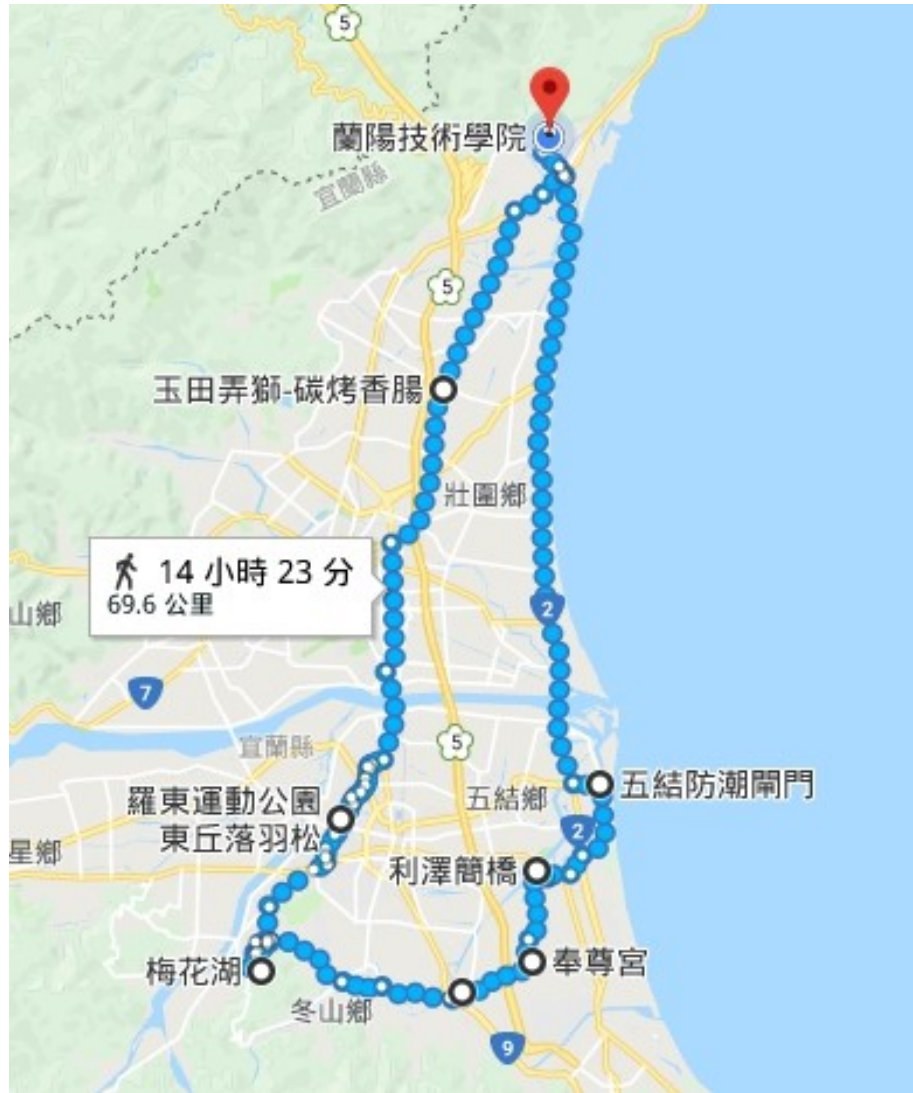 5
蘭陽技術學院
宜蘭縣
5
玉田弄獅-碳烤香腸
壯圍鄉
14 小時 23 分
69.6 公里
山鄉
2
7
宜蘭縣
5
五結防潮閘門
羅東運動公園
東丘落羽松
五結鄉
2
星鄉
利澤簡橋
梅花湖
奉尊宮
冬山鄉
9